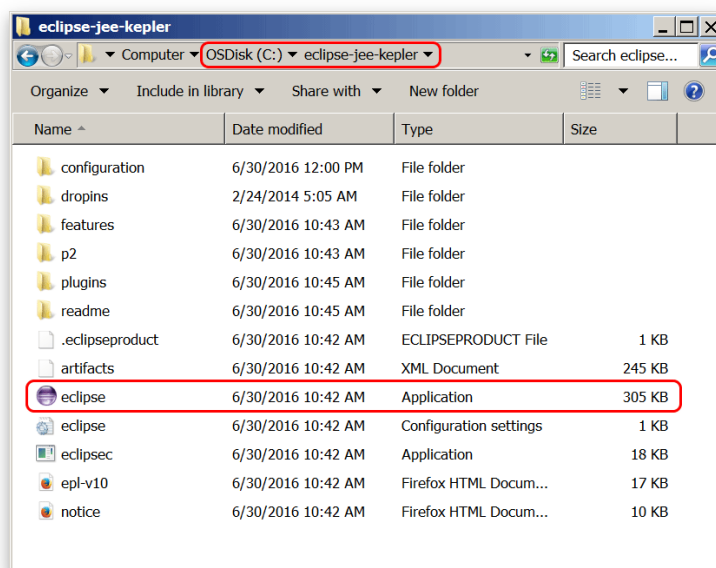 eclipse-jee-kepler
Computer OSDisk (C:) eclipse-jee-kepler Search eclipse...
Organize Include in library Share with New folder
Name Date modified Type Size
configuration 6/30/2016 12:00 PM File folder
dropins 2/24/2014 5:05 AM File folder
features 6/30/2016 10:43 AM File folder
p2 6/30/2016 10:43 AM File folder
plugins 6/30/2016 10:45 AM File folder
readme 6/30/2016 10:45 AM File folder
.eclipseproduct 6/30/2016 10:42 AM ECLIPSEPRODUCT File 1 KB
artifacts 6/30/2016 10:42 AM XML Document 245 KB
eclipse 6/30/2016 10:42 AM Application 305 KB
eclipse 6/30/2016 10:42 AM Configuration settings 1 KB
eclipsec 6/30/2016 10:42 AM Application 18 KB
epl-v10 6/30/2016 10:42 AM Firefox HTML Docum... 17 KB
notice 6/30/2016 10:42 AM Firefox HTML Docum... 10 KB